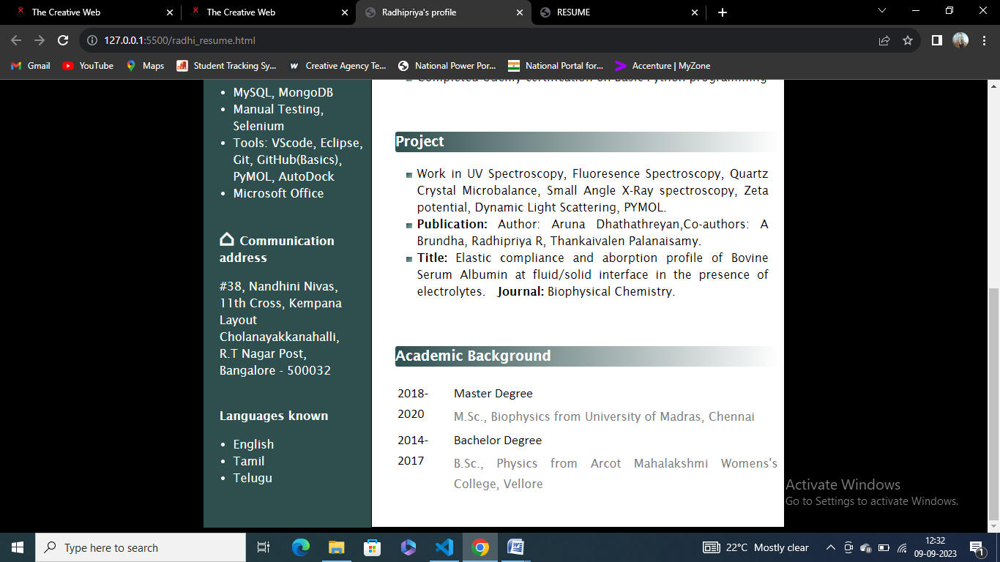 The Creative Web
The Creative Web
Radhipriya's profile
RESUME
127.0.0.1:5500/radhi_resume.html
Gmail
YouTube
Maps
Student Tracking Sy...
Creative Agency Te...
National Power Por...
National Portal for...
Accenture | MyZone
MySQL, MongoDB
Manual Testing,
Selenium
Tools: VScode, Eclipse,
Git, GitHub(Basics),
PyMOL, AutoDock
Microsoft Office
Communication
address
#38, Nandhini Nivas,
11th Cross, Kempana
Layout
Cholanayakkanahalli,
R.T Nagar Post,
Bangalore - 500032
Languages known
English
Tamil
Telugu
Completed Udemy certification on Basic Python programming
Project
Work in UV Spectroscopy, Fluoresence Spectroscopy, Quartz
Crystal Microbalance, Small Angle X-Ray spectroscopy, Zeta
potential, Dynamic Light Scattering, PYMOL.
Publication: Author: Aruna Dhathathreyan,Co-authors: A
Brundha, Radhipriya R, Thankaivalen Palanaisamy.
Title: Elastic compliance and aborption profile of Bovine
Serum Albumin at fluid/solid interface in the presence of
electrolytes. Journal: Biophysical Chemistry.
Academic Background
2018-
2020
Master Degree
M.Sc., Biophysics from University of Madras, Chennai
2014-
2017
Bachelor Degree
B.Sc., Physics from Arcot Mahalakshmi Womens's
College, Vellore
Activate Windows
Go to Settings to activate Windows.
Type here to search
22°C Mostly clear
12:32
09-09-2023
1